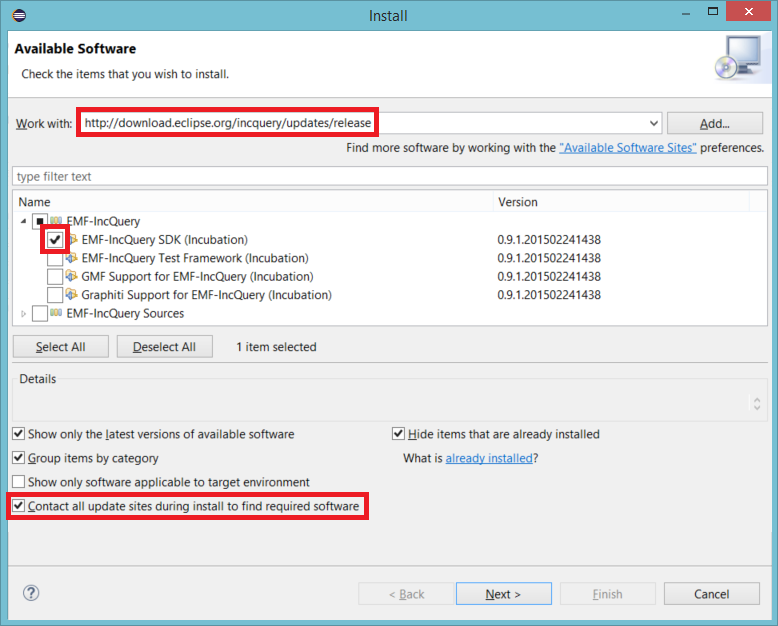 Install
Available Software
Check the items that you wish to install.
Work with: http://download.eclipse.org/incquery/updates/release Add...
Find more software by working with the "Available Software Sites" preferences.
type filter text
Name Version
EMF-IncQuery
EMF-IncQuery SDK (Incubation) 0.9.1.201502241438
EMF-IncQuery Test Framework (Incubation) 0.9.1.201502241438
GMF Support for EMF-IncQuery (Incubation) 0.9.1.201502241438
Graphiti Support for EMF-IncQuery (Incubation) 0.9.1.201502241438
EMF-IncQuery Sources
Select All Deselect All 1 item selected
Details
Show only the latest versions of available software Hide items that are already installed
Group items by category What is already installed?
Show only software applicable to target environment
Contact all update sites during install to find required software
? < Back Next > Finish Cancel